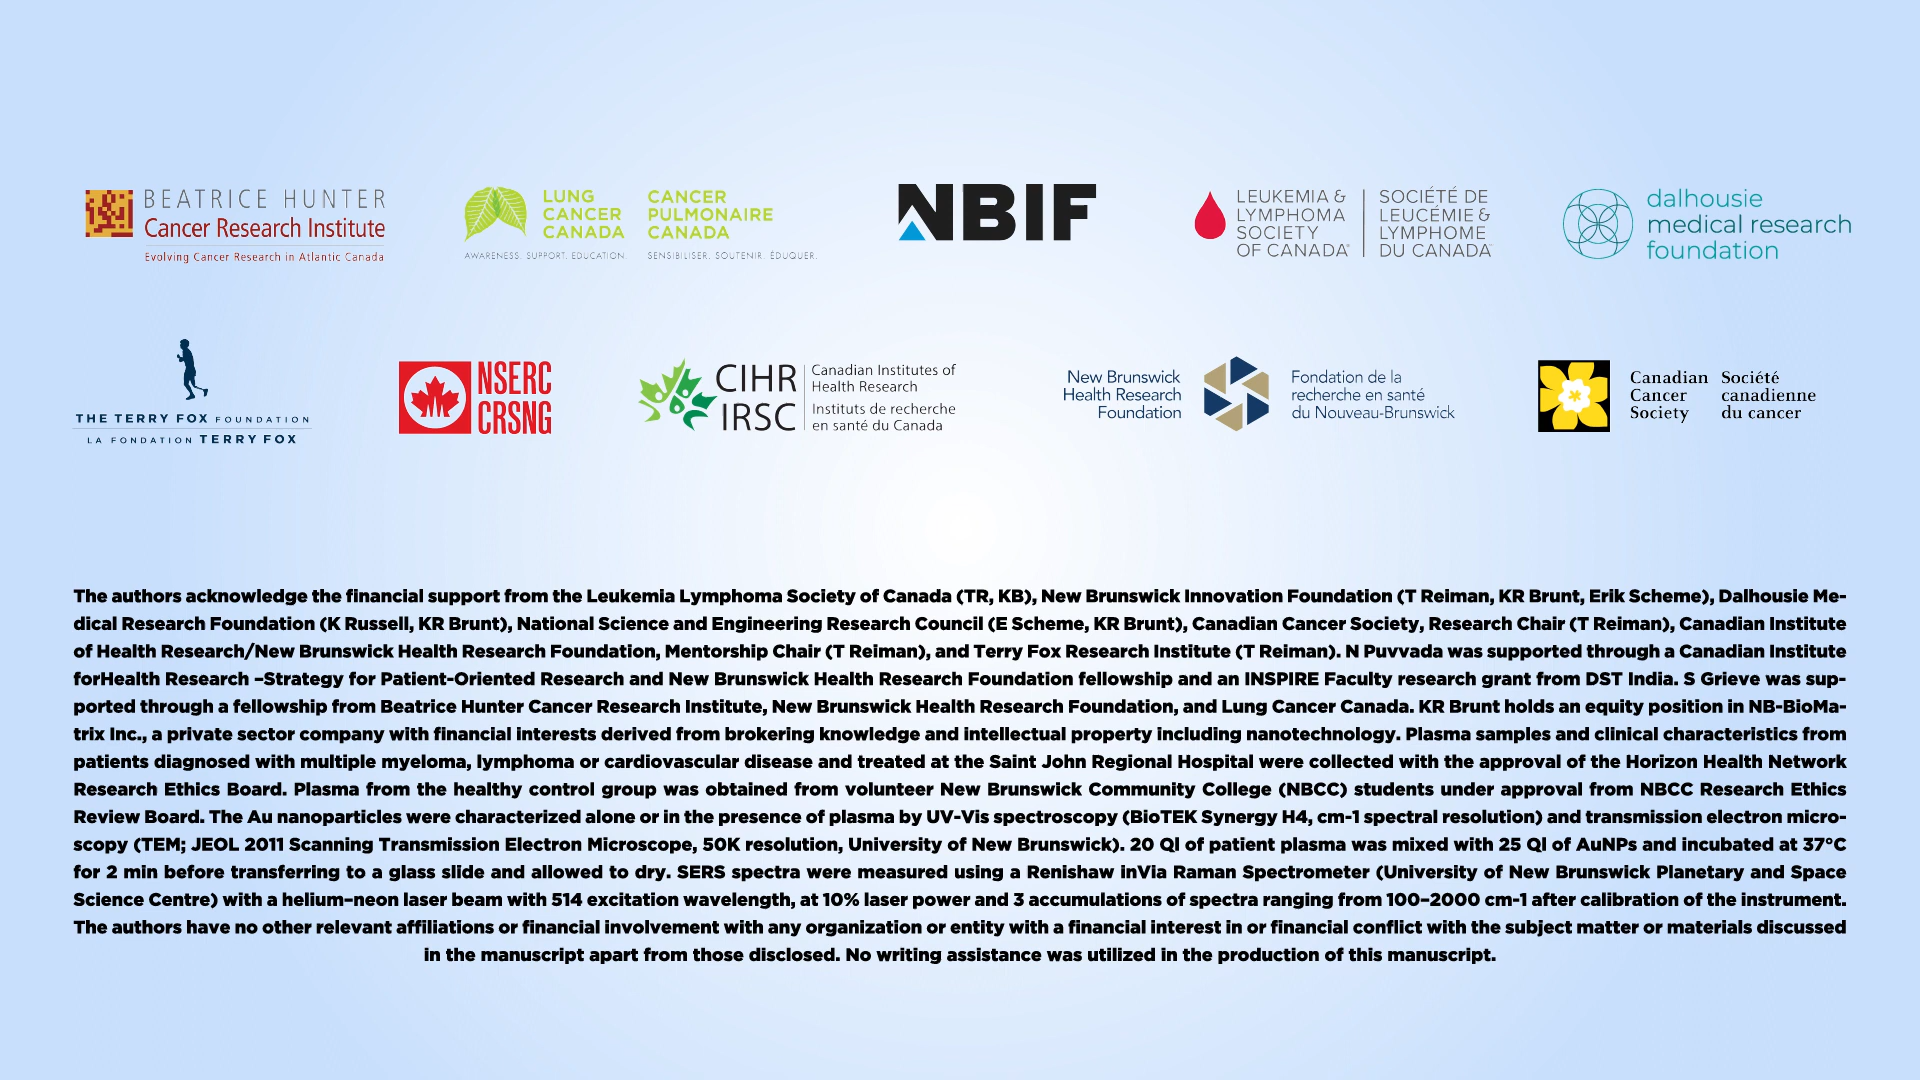 BEATRICE HUNTER
Cancer Research Institute
Evolving Cancer Research in Atlantic Canada
LUNG
CANCER
CANADA
CANCER
PULMONAIRE
CANADA
AWARENESS. SUPPORT. EDUCATION.
SENSIBILISER. SOUTENIR. ÉDUQUER.
NBIF
LEUKEMIA &
LYMPHOMA
SOCIETY
OF CANADA
SOCIÉTÉ DE
LEUCÉMIE &
LYMPHOME
DU CANADA
dalhousie
medical research
foundation
THE TERRY FOX FOUNDATION
LA FONDATION TERRY FOX
NSERC
CRSNG
CIHR
IRSC
Canadian Institutes of
Health Research
Instituts de recherche
en santé du Canada
New Brunswick
Health Research
Foundation
Fondation de la
recherche en santé
du Nouveau-Brunswick
Canadian
Cancer
Society
Société
canadienne
du cancer
The authors acknowledge the financial support from the Leukemia Lymphoma Society of Canada (TR, KB), New Brunswick Innovation Foundation (T Reiman, KR Brunt, Erik Scheme), Dalhousie Me-
dical Research Foundation (K Russell, KR Brunt), National Science and Engineering Research Council (E Scheme, KR Brunt), Canadian Cancer Society, Research Chair (T Reiman), Canadian Institute
of Health Research/New Brunswick Health Research Foundation, Mentorship Chair (T Reiman), and Terry Fox Research Institute (T Reiman). N Puvvada was supported through a Canadian Institute
forHealth Research –Strategy for Patient-Oriented Research and New Brunswick Health Research Foundation fellowship and an INSPIRE Faculty research grant from DST India. S Grieve was sup-
ported through a fellowship from Beatrice Hunter Cancer Research Institute, New Brunswick Health Research Foundation, and Lung Cancer Canada. KR Brunt holds an equity position in NB-BioMa-
trix Inc., a private sector company with financial interests derived from brokering knowledge and intellectual property including nanotechnology. Plasma samples and clinical characteristics from
patients diagnosed with multiple myeloma, lymphoma or cardiovascular disease and treated at the Saint John Regional Hospital were collected with the approval of the Horizon Health Network
Research Ethics Board. Plasma from the healthy control group was obtained from volunteer New Brunswick Community College (NBCC) students under approval from NBCC Research Ethics
Review Board. The Au nanoparticles were characterized alone or in the presence of plasma by UV-Vis spectroscopy (BioTEK Synergy H4, cm-1 spectral resolution) and transmission electron micro-
scopy (TEM; JEOL 2011 Scanning Transmission Electron Microscope, 50K resolution, University of New Brunswick). 20 Ql of patient plasma was mixed with 25 Ql of AuNPs and incubated at 37°C
for 2 min before transferring to a glass slide and allowed to dry. SERS spectra were measured using a Renishaw inVia Raman Spectrometer (University of New Brunswick Planetary and Space
Science Centre) with a helium–neon laser beam with 514 excitation wavelength, at 10% laser power and 3 accumulations of spectra ranging from 100–2000 cm-1 after calibration of the instrument.
The authors have no other relevant affiliations or financial involvement with any organization or entity with a financial interest in or financial conflict with the subject matter or materials discussed
in the manuscript apart from those disclosed. No writing assistance was utilized in the production of this manuscript.